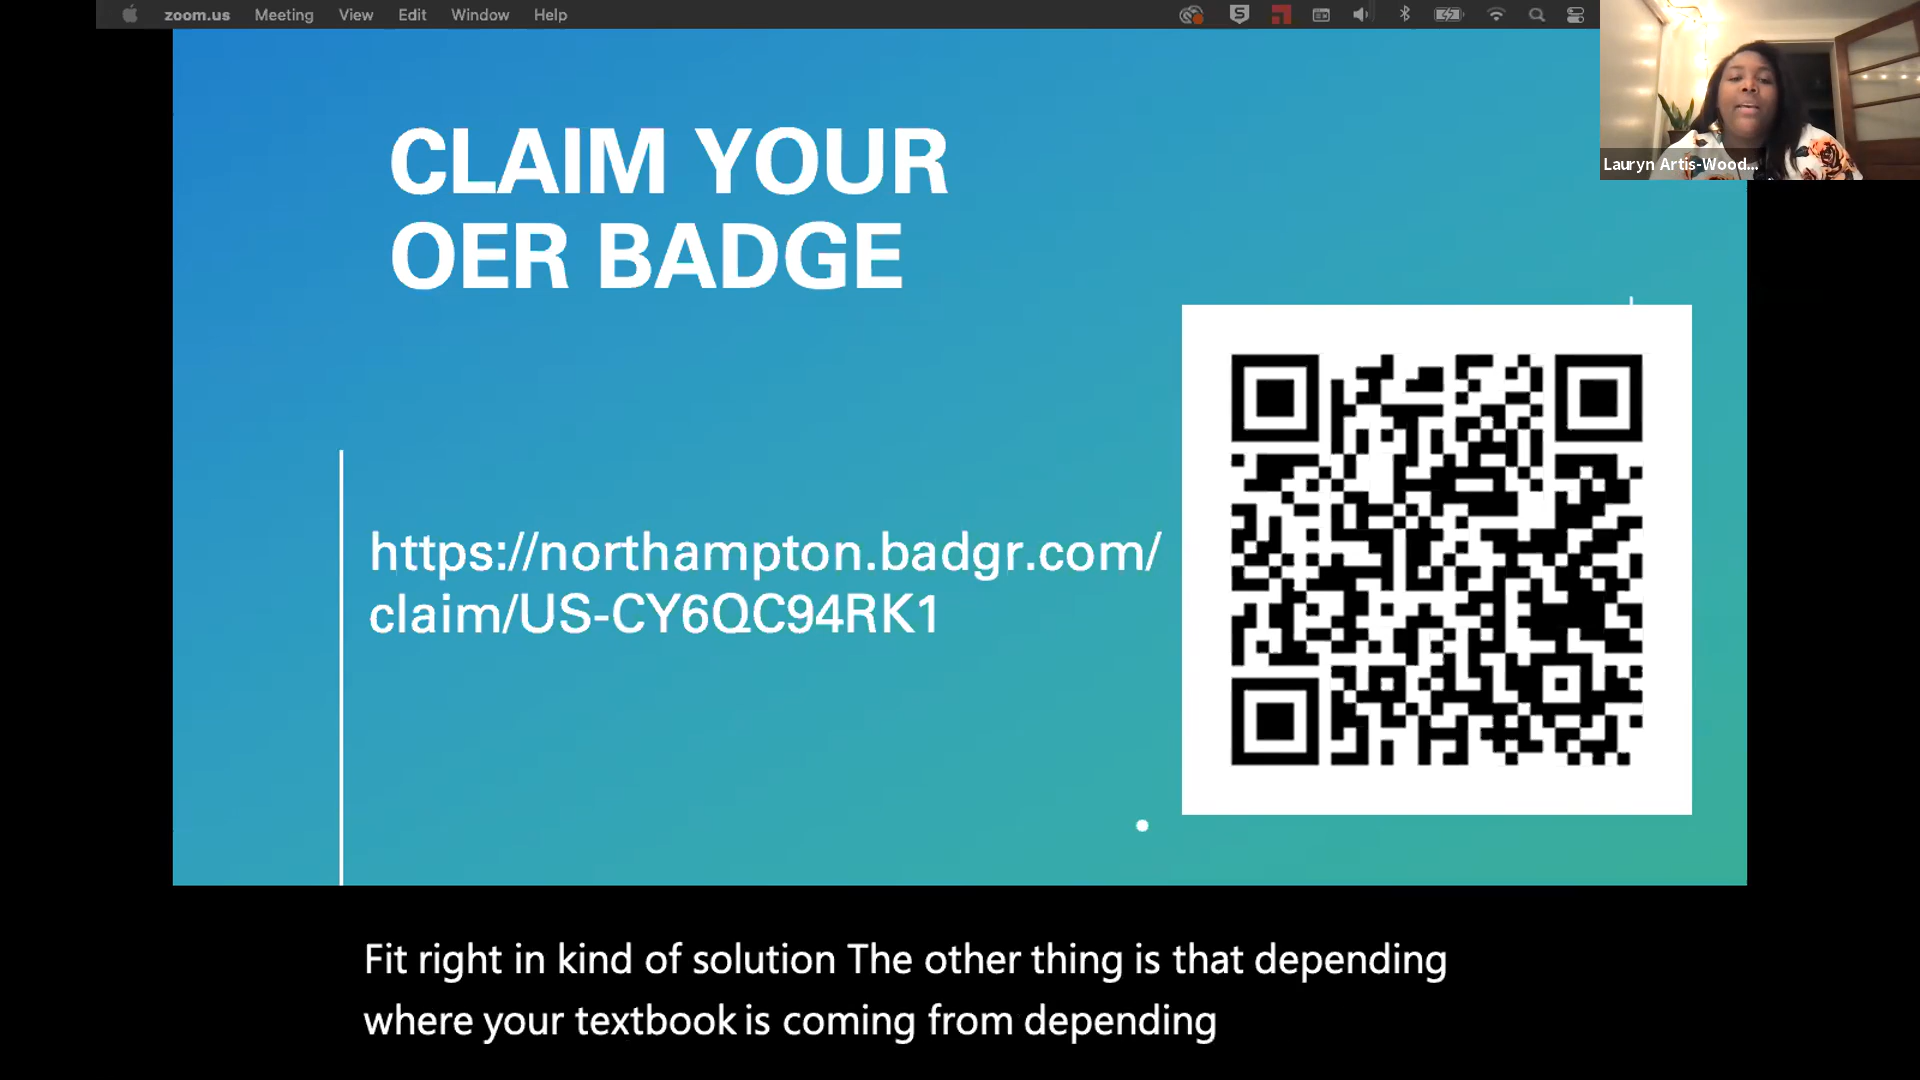 zoom.us Meeting View Edit Window Help
Lauryn Artis-Wood...
CLAIM YOUR
OER BADGE
https://northampton.badgr.com/
claim/US-CY6QC94RK1
Fit right in kind of solution The other thing is that depending
where your textbook is coming from depending